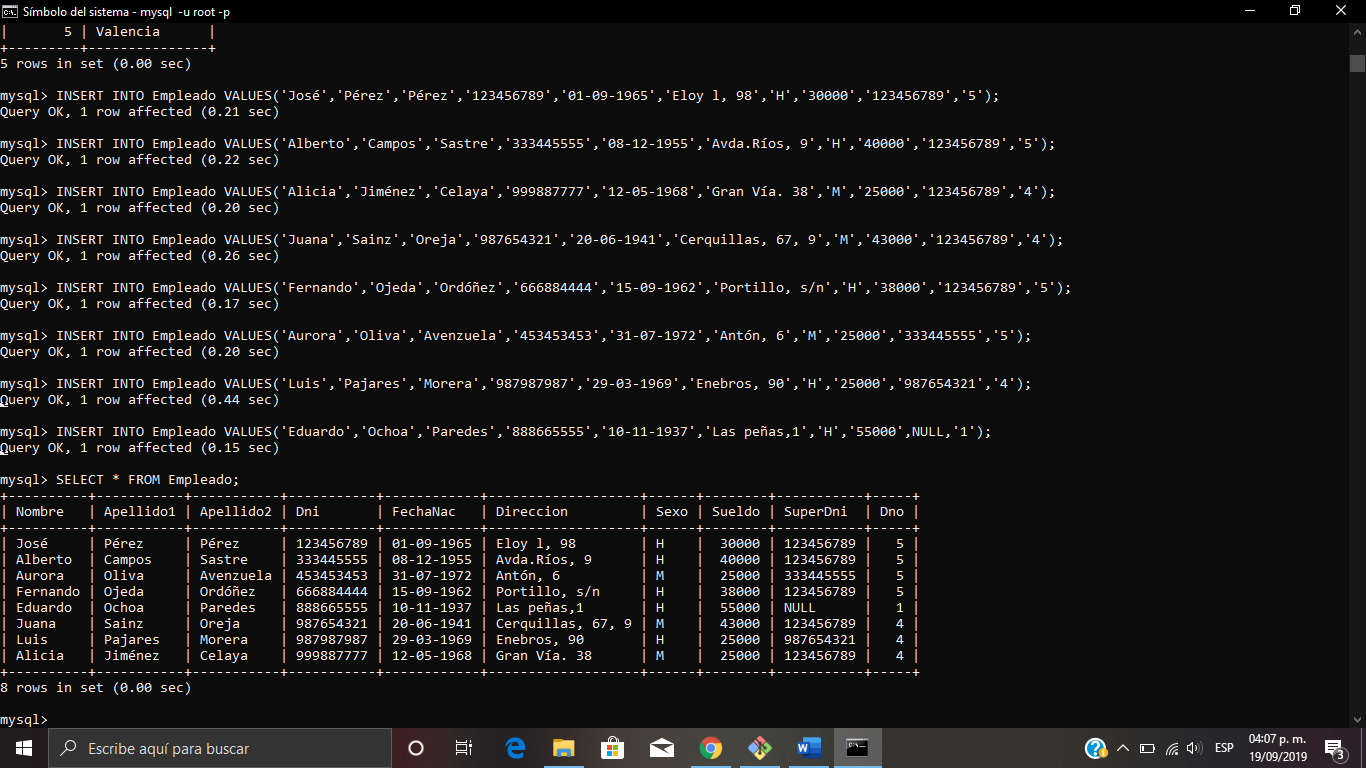 Símbolo del sistema - mysql -u root -p
|       5 | Valencia      |
+---------+---------------+
5 rows in set (0.00 sec)
mysql> INSERT INTO Empleado VALUES('José','Pérez','Pérez','123456789','01-09-1965','Eloy l, 98','H','30000','123456789','5');
Query OK, 1 row affected (0.21 sec)
mysql> INSERT INTO Empleado VALUES('Alberto','Campos','Sastre','333445555','08-12-1955','Avda.Ríos, 9','H','40000','123456789','5');
Query OK, 1 row affected (0.22 sec)
mysql> INSERT INTO Empleado VALUES('Alicia','Jiménez','Celaya','999887777','12-05-1968','Gran Vía. 38','M','25000','123456789','4');
Query OK, 1 row affected (0.20 sec)
mysql> INSERT INTO Empleado VALUES('Juana','Sainz','Oreja','987654321','20-06-1941','Cerquillas, 67, 9','M','43000','123456789','4');
Query OK, 1 row affected (0.26 sec)
mysql> INSERT INTO Empleado VALUES('Fernando','Ojeda','Ordóñez','666884444','15-09-1962','Portillo, s/n','H','38000','123456789','5');
Query OK, 1 row affected (0.17 sec)
mysql> INSERT INTO Empleado VALUES('Aurora','Oliva','Avenzuela','453453453','31-07-1972','Antón, 6','M','25000','333445555','5');
Query OK, 1 row affected (0.20 sec)
mysql> INSERT INTO Empleado VALUES('Luis','Pajares','Morera','987987987','29-03-1969','Enebros, 90','H','25000','987654321','4');
Query OK, 1 row affected (0.44 sec)
mysql> INSERT INTO Empleado VALUES('Eduardo','Ochoa','Paredes','888665555','10-11-1937','Las peñas,1','H','55000',NULL,'1');
Query OK, 1 row affected (0.15 sec)
mysql> SELECT * FROM Empleado;
+----------+-----------+-----------+-----------+------------+-------------------+------+--------+-----------+-----+
| Nombre   | Apellido1 | Apellido2 | Dni       | FechaNac   | Direccion         | Sexo | Sueldo | SuperDni  | Dno |
+----------+-----------+-----------+-----------+------------+-------------------+------+--------+-----------+-----+
| José     | Pérez     | Pérez     | 123456789 | 01-09-1965 | Eloy l, 98        | H    |  30000 | 123456789 |   5 |
| Alberto  | Campos    | Sastre    | 333445555 | 08-12-1955 | Avda.Ríos, 9      | H    |  40000 | 123456789 |   5 |
| Aurora   | Oliva     | Avenzuela | 453453453 | 31-07-1972 | Antón, 6          | M    |  25000 | 333445555 |   5 |
| Fernando | Ojeda     | Ordóñez   | 666884444 | 15-09-1962 | Portillo, s/n     | H    |  38000 | 123456789 |   5 |
| Eduardo  | Ochoa     | Paredes   | 888665555 | 10-11-1937 | Las peñas,1       | H    |  55000 | NULL      |   1 |
| Juana    | Sainz     | Oreja     | 987654321 | 20-06-1941 | Cerquillas, 67, 9 | M    |  43000 | 123456789 |   4 |
| Luis     | Pajares   | Morera    | 987987987 | 29-03-1969 | Enebros, 90       | H    |  25000 | 987654321 |   4 |
| Alicia   | Jiménez   | Celaya    | 999887777 | 12-05-1968 | Gran Vía. 38      | M    |  25000 | 123456789 |   4 |
+----------+-----------+-----------+-----------+------------+-------------------+------+--------+-----------+-----+
8 rows in set (0.00 sec)
mysql>
Escribe aquí para buscar
ESP
04:07 p. m.
19/09/2019
3